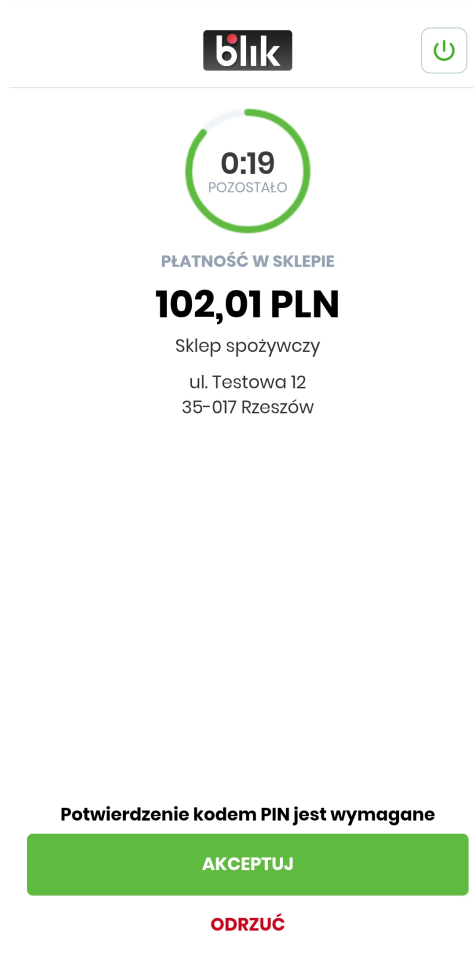 blik
0:19
POZOSTAŁO
PŁATNOŚĆ W SKLEPIE
102,01 PLN
Sklep spożywczy
ul. Testowa 12
35-017 Rzeszów
Potwierdzenie kodem PIN jest wymagane
AKCEPTUJ
ODRZUĆ